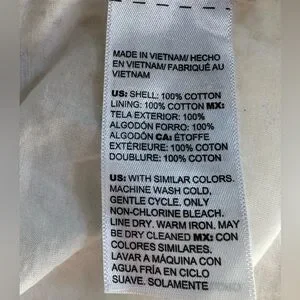 MADE IN VIETNAM/ HECHO
EN VIETNAM/ FABRIQUÉ AU
VIETNAM
US: SHELL: 100% COTTON
LINING: 100% COTTON MX:
TELA EXTERIOR: 100%
ALGODÓN FORRO: 100%
ALGODÓN CA: ÉTOFFE
EXTÉRIEURE: 100% COTON
DOUBLURE: 100% COTON
US: WITH SIMILAR COLORS.
MACHINE WASH COLD,
GENTLE CYCLE. ONLY
NON-CHLORINE BLEACH.
LINE DRY. WARM IRON. MAY
BE DRY CLEANED MX: CON
COLORES SIMILARES.
LAVAR A MÁQUINA CON
AGUA FRÍA EN CICLO
SUAVE. SOLAMENTE